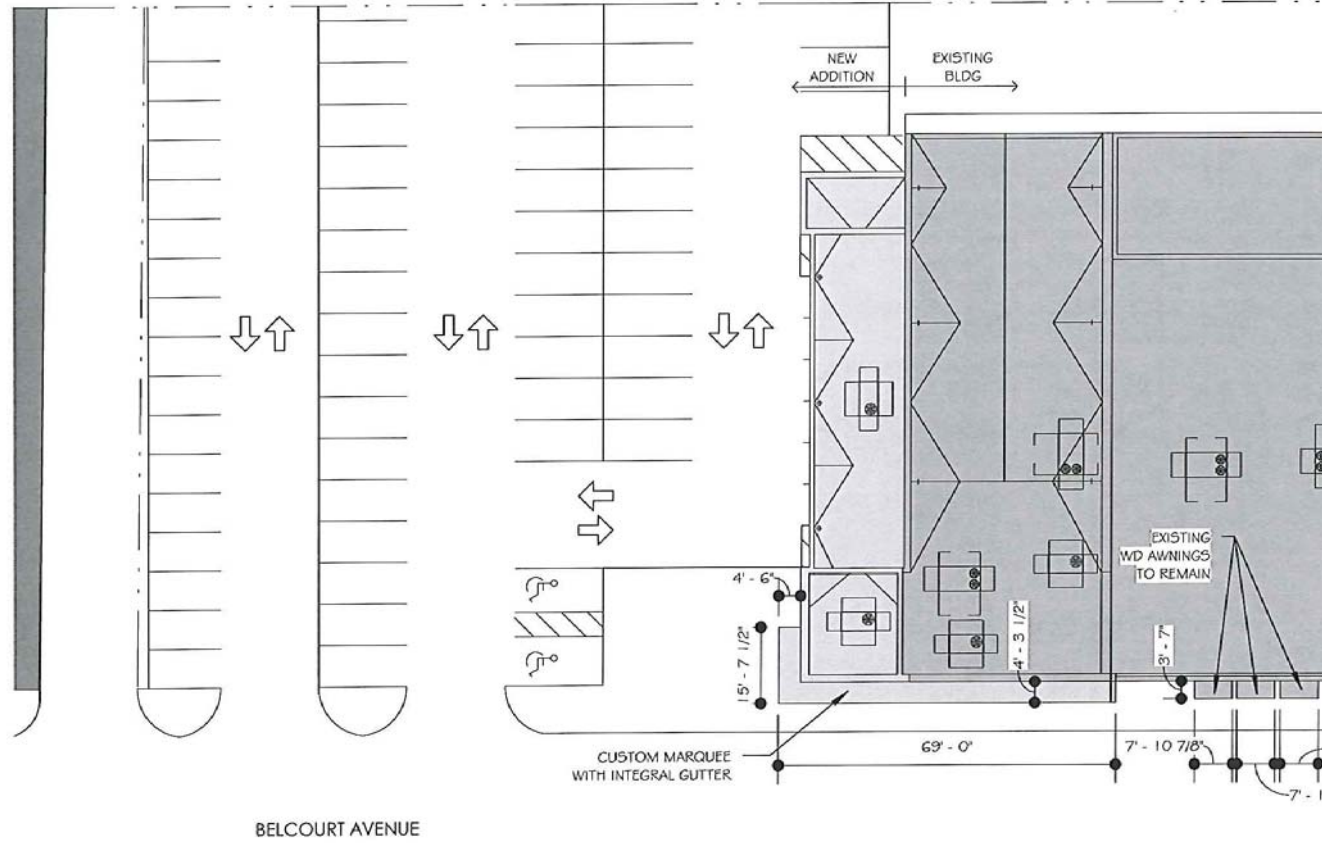 NEW
ADDITION
EXISTING
BLDG
EXISTING
WD AWNINGS
TO REMAIN
4' - 6"
15' - 7 1/2"
4' - 3 1/2"
3' - 7"
CUSTOM MARQUEE
WITH INTEGRAL GUTTER
69' - 0"
7' - 10 7/8"
BELCOURT AVENUE